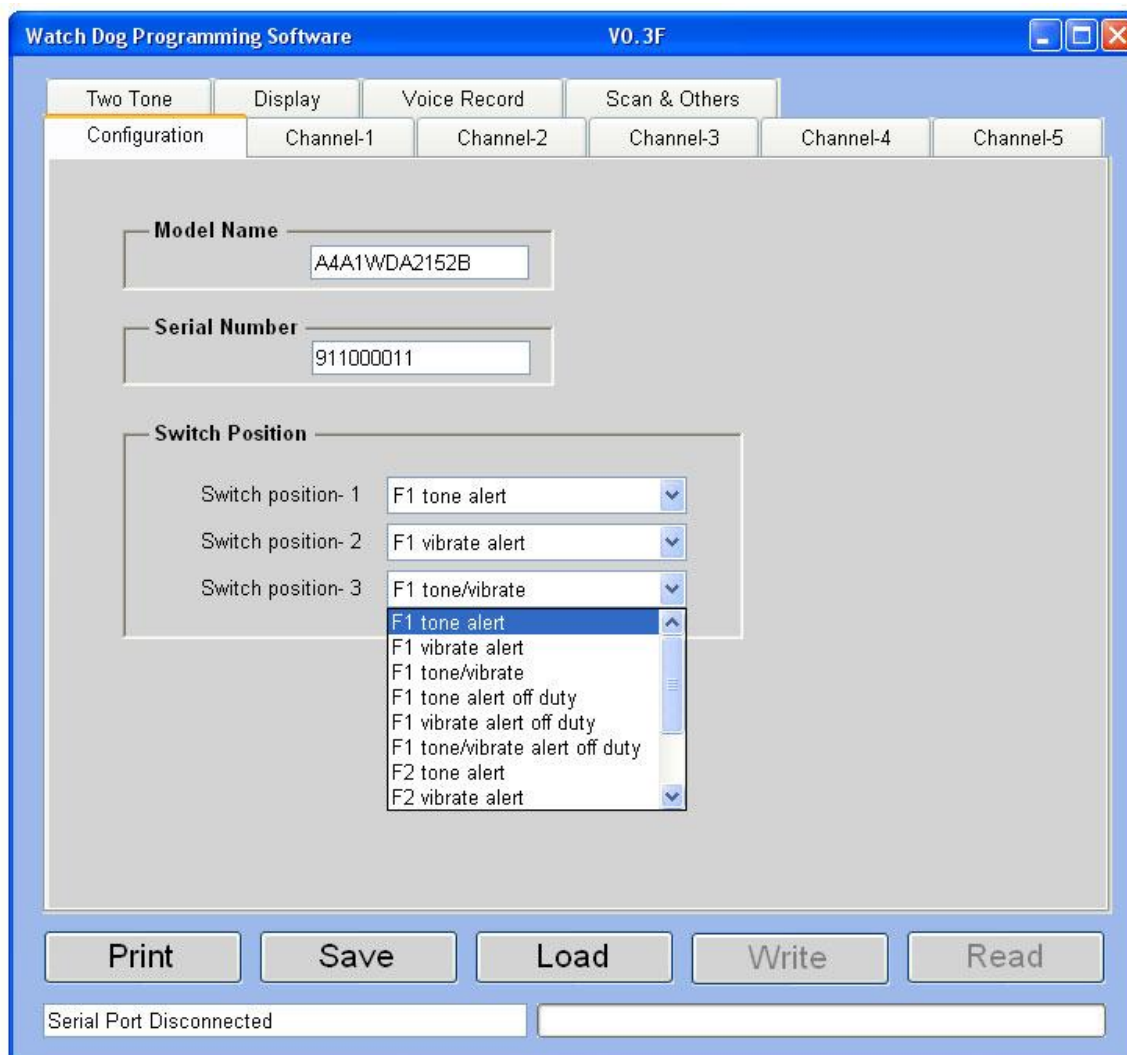 Watch Dog Programming Software V0.3F
Two Tone Display Voice Record Scan & Others
Configuration Channel-1 Channel-2 Channel-3 Channel-4 Channel-5
Model Name
A4A1WDA2152B
Serial Number
911000011
Switch Position
Switch position- 1 F1 tone alert
Switch position- 2 F1 vibrate alert
Switch position- 3 F1 tone/vibrate
F1 tone alert
F1 vibrate alert
F1 tone/vibrate
F1 tone alert off duty
F1 vibrate alert off duty
F1 tone/vibrate alert off duty
F2 tone alert
F2 vibrate alert
Print Save Load Write Read
Serial Port Disconnected